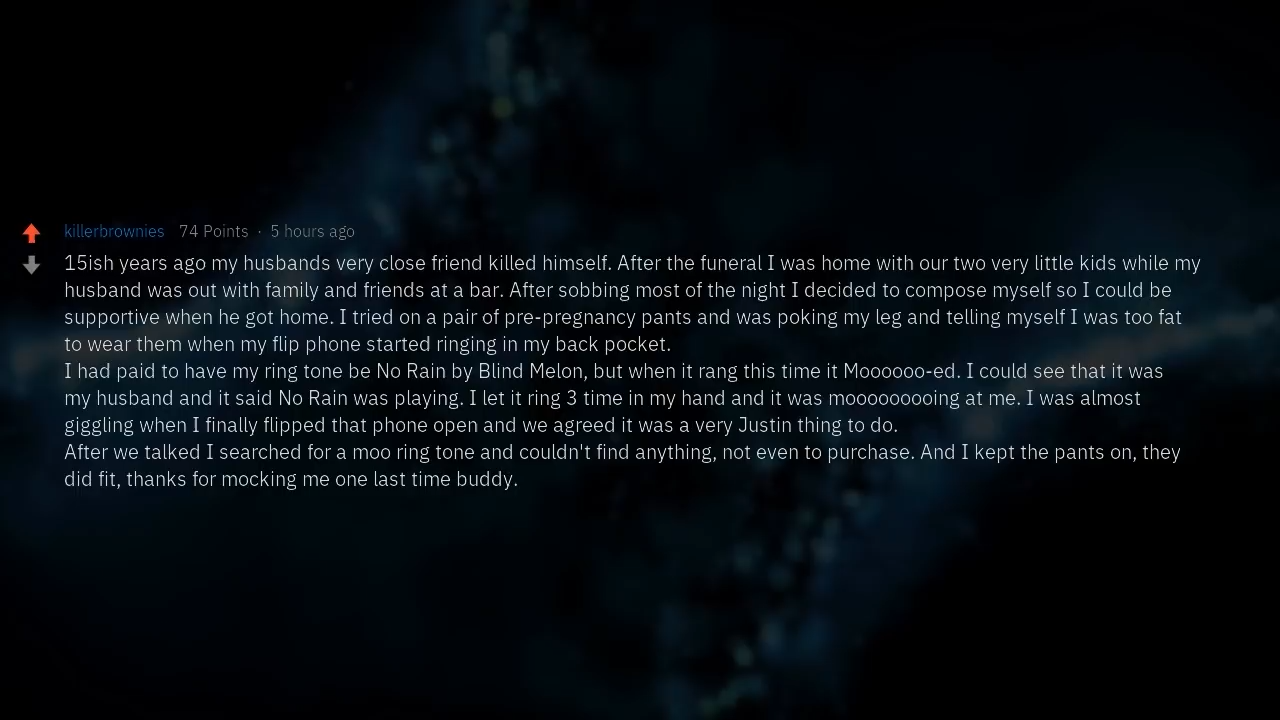 killerbrownies 74 Points · 5 hours ago
15ish years ago my husbands very close friend killed himself. After the funeral I was home with our two very little kids while my
husband was out with family and friends at a bar. After sobbing most of the night I decided to compose myself so I could be
supportive when he got home. I tried on a pair of pre-pregnancy pants and was poking my leg and telling myself I was too fat
to wear them when my flip phone started ringing in my back pocket.
I had paid to have my ring tone be No Rain by Blind Melon, but when it rang this time it Moooooo-ed. I could see that it was
my husband and it said No Rain was playing. I let it ring 3 time in my hand and it was mooooooooing at me. I was almost
giggling when I finally flipped that phone open and we agreed it was a very Justin thing to do.
After we talked I searched for a moo ring tone and couldn't find anything, not even to purchase. And I kept the pants on, they
did fit, thanks for mocking me one last time buddy.